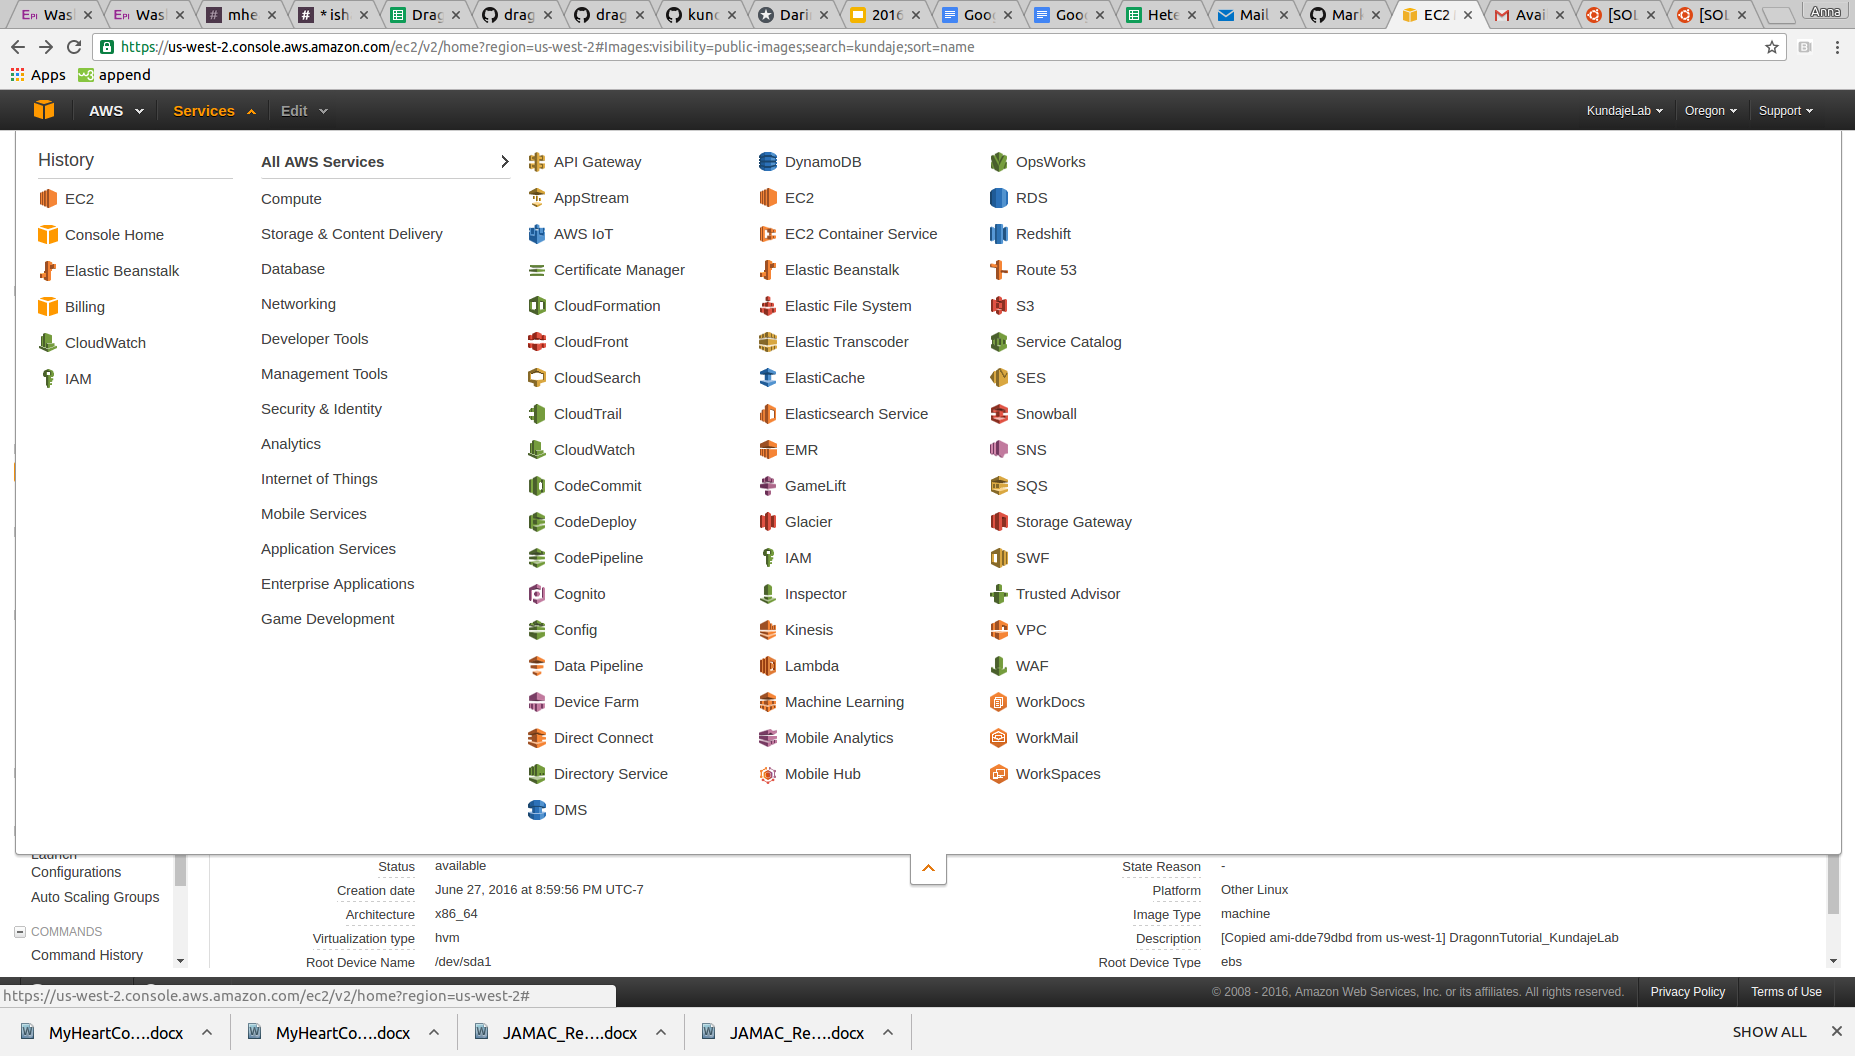 Wasl
Wasl
mhe
*ish
Drag
drag
drag
kund
Dari
2016
Goog
Goog
Hete
Mail
Mark
EC2
Avai
[SOL
[SOL
Anna
https://us-west-2.console.aws.amazon.com/ec2/v2/home?region=us-west-2#Images:visibility=public-images;search=kundaje;sort=name
Apps
append
AWS
Services
Edit
KundajeLab
Oregon
Support
History
EC2
Console Home
Elastic Beanstalk
Billing
CloudWatch
IAM
All AWS Services
Compute
Storage & Content Delivery
Database
Networking
Developer Tools
Management Tools
Security & Identity
Analytics
Internet of Things
Mobile Services
Application Services
Enterprise Applications
Game Development
API Gateway
AppStream
AWS IoT
Certificate Manager
CloudFormation
CloudFront
CloudSearch
CloudTrail
CloudWatch
CodeCommit
CodeDeploy
CodePipeline
Cognito
Config
Data Pipeline
Device Farm
Direct Connect
Directory Service
DMS
DynamoDB
EC2
EC2 Container Service
Elastic Beanstalk
Elastic File System
Elastic Transcoder
ElastiCache
Elasticsearch Service
EMR
GameLift
Glacier
IAM
Inspector
Kinesis
Lambda
Machine Learning
Mobile Analytics
Mobile Hub
OpsWorks
RDS
Redshift
Route 53
S3
Service Catalog
SES
Snowball
SNS
SQS
Storage Gateway
SWF
Trusted Advisor
VPC
WAF
WorkDocs
WorkMail
WorkSpaces
Launch
Configurations
Auto Scaling Groups
COMMANDS
Command History
Status available
Creation date June 27, 2016 at 8:59:56 PM UTC-7
Architecture x86_64
Virtualization type hvm
Root Device Name /dev/sda1
State Reason -
Platform Other Linux
Image Type machine
Description [Copied ami-dde79dbd from us-west-1] DragonnTutorial_KundajeLab
Root Device Type ebs
https://us-west-2.console.aws.amazon.com/ec2/v2/home?region=us-west-2#
© 2008 - 2016, Amazon Web Services, Inc. or its affiliates. All rights reserved.
Privacy Policy
Terms of Use
MyHeartCo....docx
MyHeartCo....docx
JAMAC_Re....docx
JAMAC_Re....docx
SHOW ALL